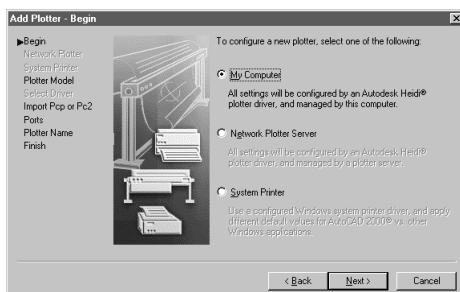 Add Plotter - Begin
Begin
Network Plotter
System Printer
Plotter Model
Select Driver
Import Pcp or Pc2
Ports
Plotter Name
Finish
To configure a new plotter, select one of the following:
My Computer
All settings will be configured by an Autodesk Heidi®
plotter driver, and managed by this computer.
Network Plotter Server
All settings will be configured by an Autodesk Heidi®
plotter driver, and managed by a plotter server.
System Printer
Use a configured Windows system printer driver, and apply
different default values for AutoCAD 2000® vs. other
Windows applications.
< Back
Next >
Cancel